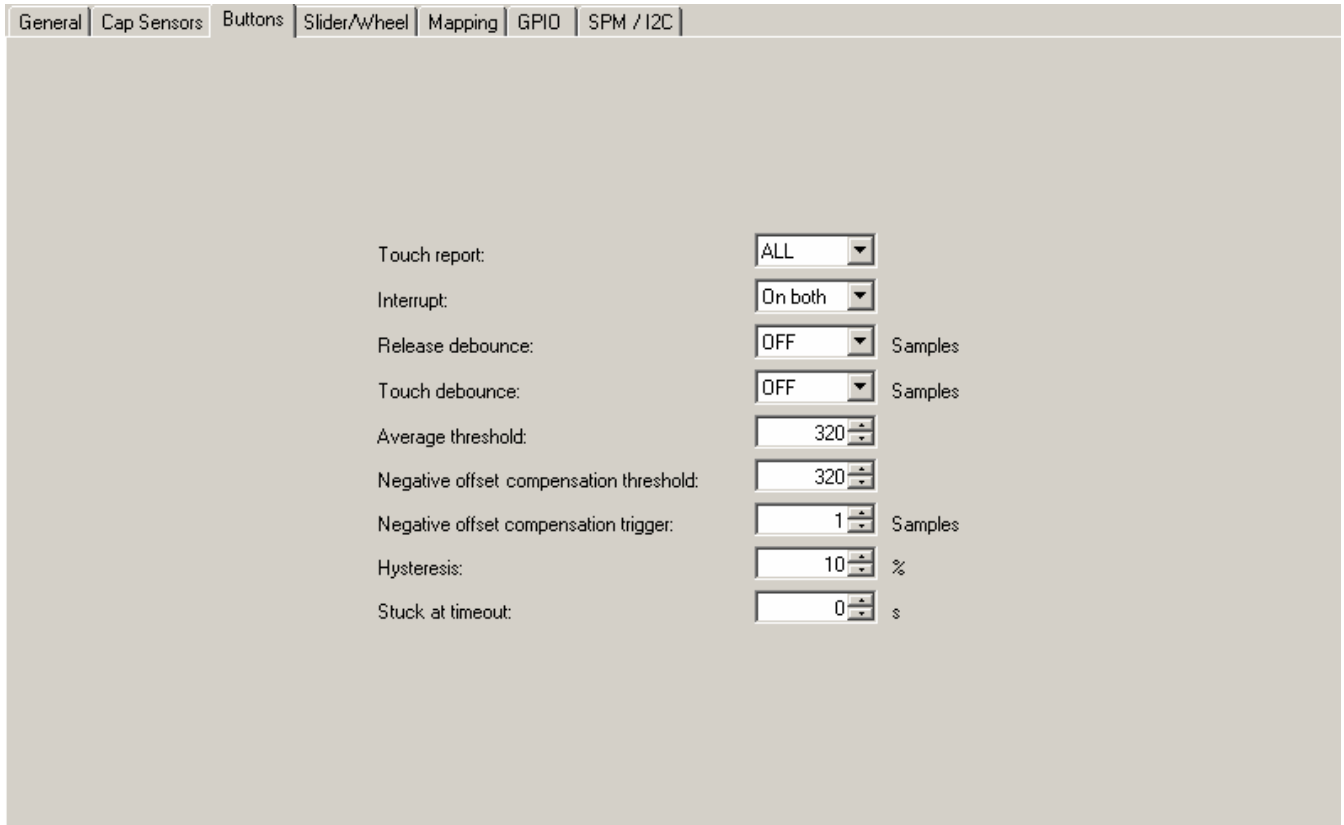 General Cap Sensors Buttons Slider/Wheel Mapping GPIO SPM / I2C
Touch report: ALL
Interrupt: On both
Release debounce: OFF Samples
Touch debounce: OFF Samples
Average threshold: 320
Negative offset compensation threshold: 320
Negative offset compensation trigger: 1 Samples
Hysteresis: 10 %
Stuck at timeout: 0 s